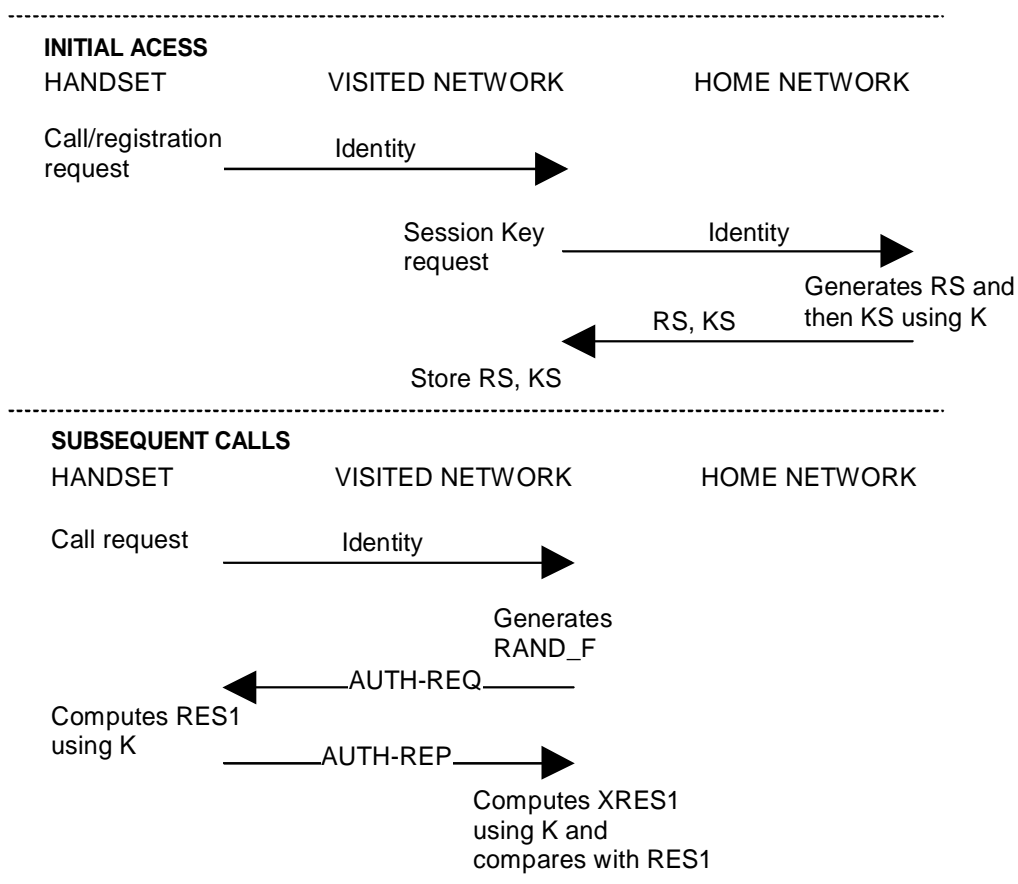 INITIAL ACESS
HANDSET VISITED NETWORK HOME NETWORK
Call/registration
request
Identity
Session Key
request
Identity
Generates RS and
then KS using K
RS, KS
Store RS, KS
SUBSEQUENT CALLS
HANDSET VISITED NETWORK HOME NETWORK
Call request
Identity
Generates
RAND_F
AUTH-REQ
Computes RES1
using K
AUTH-REP
Computes XRES1
using K and
compares with RES1